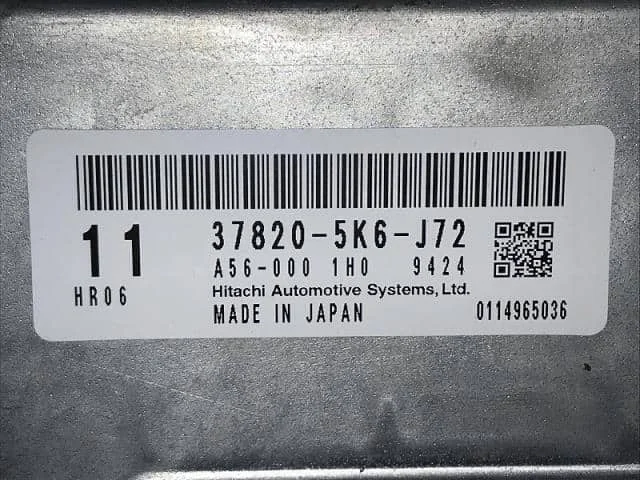 11 37820-5K6-J72
A56-000 1H0 9424
HR06 Hitachi Automotive Systems, Ltd.
MADE IN JAPAN 0114965036